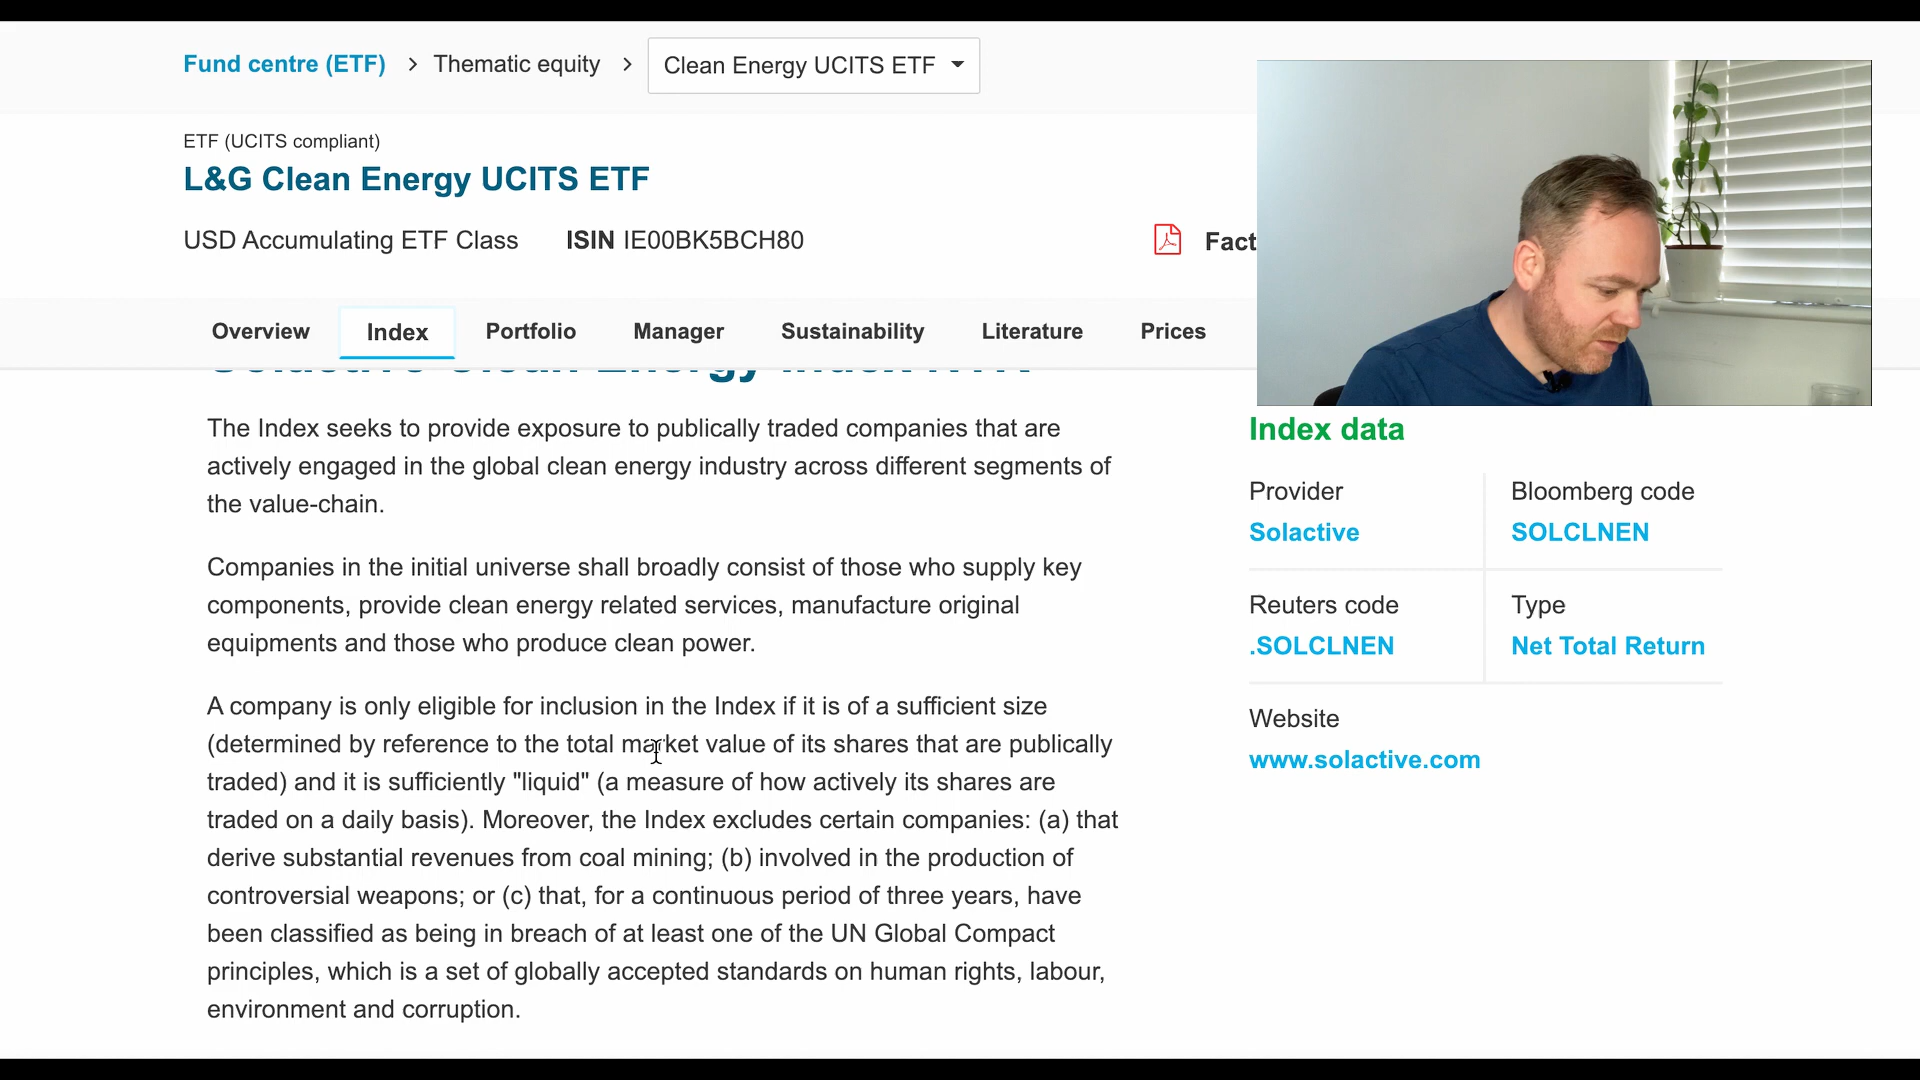 Fund centre (ETF) > Thematic equity > Clean Energy UCITS ETF
ETF (UCITS compliant)
L&G Clean Energy UCITS ETF
USD Accumulating ETF Class ISIN IE00BK5BCH80
Fact
Overview Index Portfolio Manager Sustainability Literature Prices
The Index seeks to provide exposure to publically traded companies that are
actively engaged in the global clean energy industry across different segments of
the value-chain.
Companies in the initial universe shall broadly consist of those who supply key
components, provide clean energy related services, manufacture original
equipments and those who produce clean power.
A company is only eligible for inclusion in the Index if it is of a sufficient size
(determined by reference to the total market value of its shares that are publically
traded) and it is sufficiently "liquid" (a measure of how actively its shares are
traded on a daily basis). Moreover, the Index excludes certain companies: (a) that
derive substantial revenues from coal mining; (b) involved in the production of
controversial weapons; or (c) that, for a continuous period of three years, have
been classified as being in breach of at least one of the UN Global Compact
principles, which is a set of globally accepted standards on human rights, labour,
environment and corruption.
Index data
Provider
Solactive
Bloomberg code
SOLCLNEN
Reuters code
.SOLCLNEN
Type
Net Total Return
Website
www.solactive.com